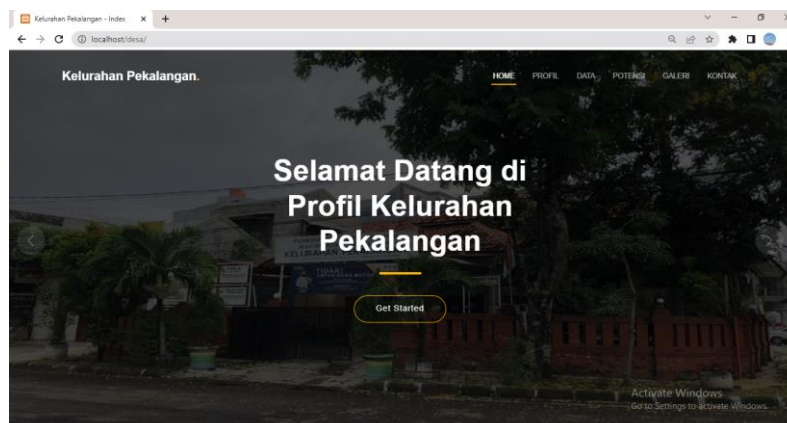 Kelurahan Pekalangan - Index
localhost/desa/
Kelurahan Pekalangan.
HOME PROFIL DATA POTENSI GALERI KONTAK
Selamat Datang di
Profil Kelurahan
Pekalangan
KELURAHAN
Get Started
Activate Windows
Go to Settings to activate Windows.